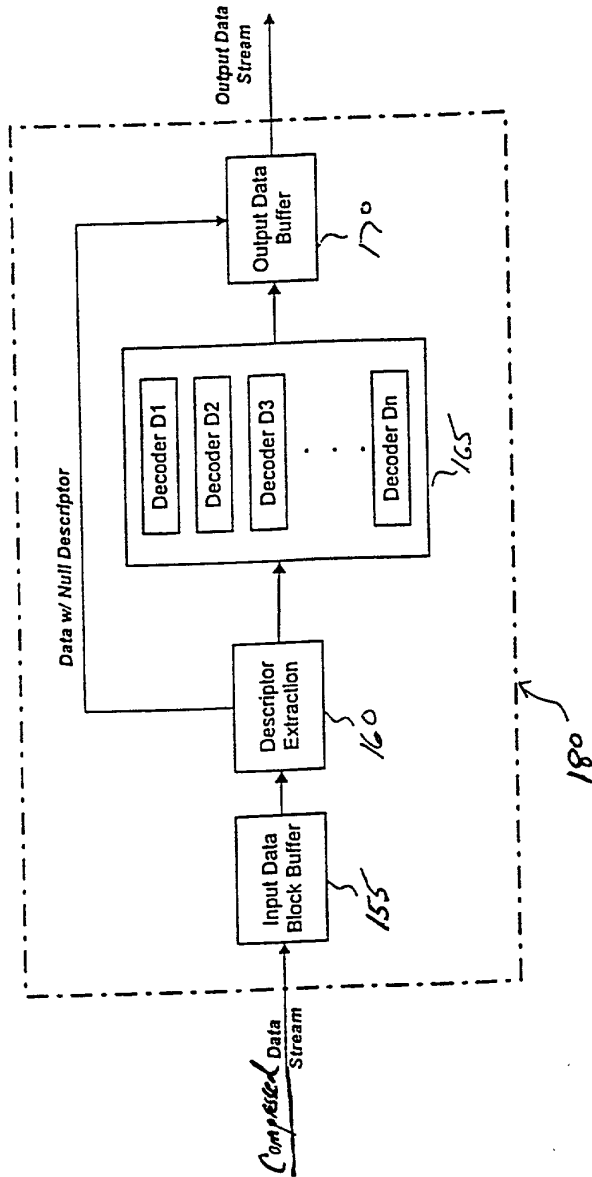 Compressed Data
Stream
Input Data
Block Buffer
155
Descriptor
Extraction
160
Data w/ Null Descriptor
Decoder D1
Decoder D2
Decoder D3
. . .
Decoder Dn
165
Output Data
Buffer
170
Output Data
Stream
180